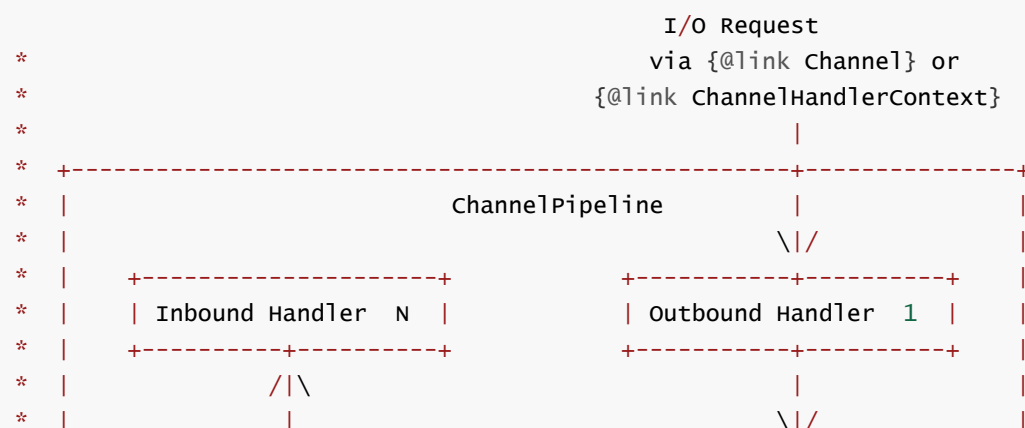 I/O Request
 *                                            via {@link Channel} or
 *                                        {@link ChannelHandlerContext}
 *                                                      |
 *  +---------------------------------------------------+---------------+
 *  |                           ChannelPipeline         |               |
 *  |                                                  \|/              |
 *  |    +---------------------+            +-----------+----------+    |
 *  |    | Inbound Handler  N  |            | Outbound Handler  1  |    |
 *  |    +----------+----------+            +-----------+----------+    |
 *  |              /|\                                  |               |
 *  |               |                                  \|/              |